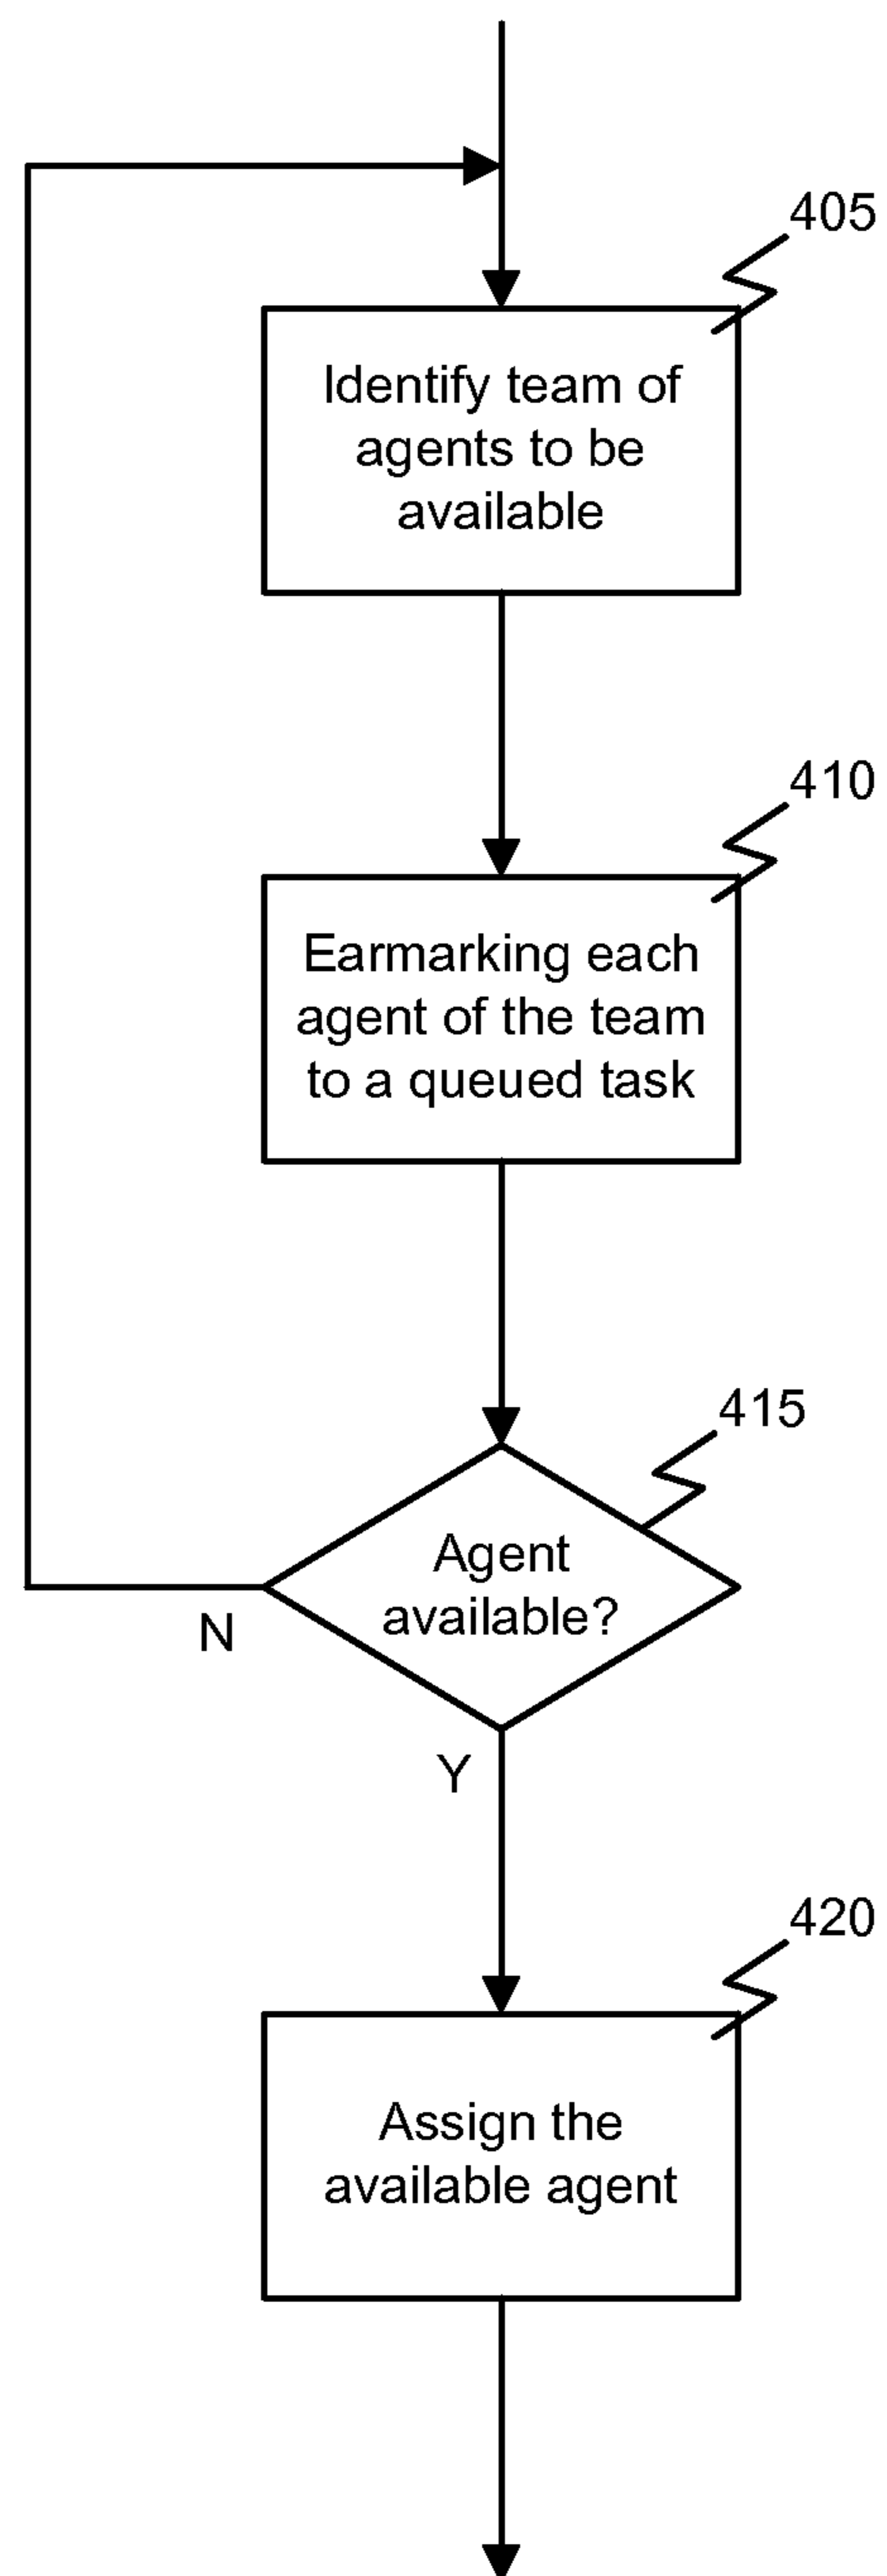 405
Identify team of
agents to be
available
410
Earmarking each
agent of the team
to a queued task
415
Agent
available?
N
Y
420
Assign the
available agent